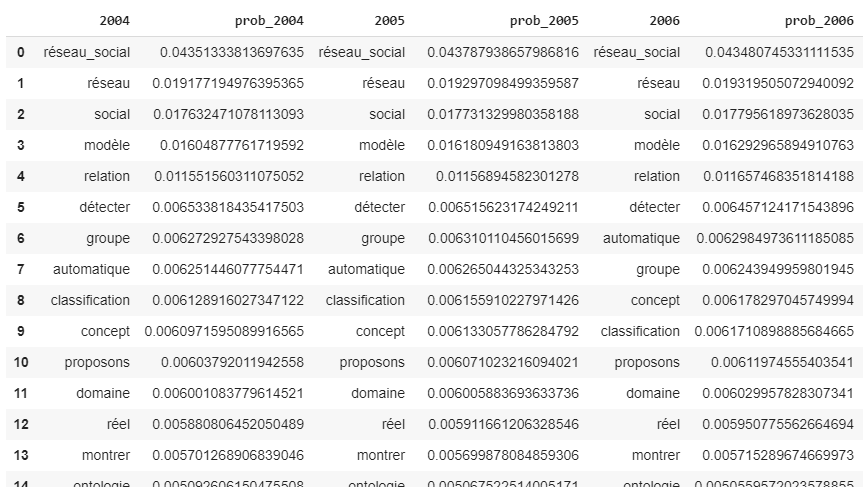 2004 prob_2004 2005 prob_2005 2006 prob_2006
0 réseau_social 0.04351333813697635 réseau_social 0.043787938657986816 réseau_social 0.043480745331111535
1 réseau 0.019177194976395365 réseau 0.019297098499359587 réseau 0.019319505072940092
2 social 0.017632471078113093 social 0.017731329980358188 social 0.017795618973628035
3 modèle 0.01604877761719592 modèle 0.016180949163813803 modèle 0.016292965894910763
4 relation 0.011551560311075052 relation 0.01156894582301278 relation 0.011657468351814188
5 détecter 0.006533818435417503 détecter 0.006515623174249211 détecter 0.006457124171543896
6 groupe 0.006272927543398028 groupe 0.006310110456015699 automatique 0.0062984973611185085
7 automatique 0.006251446077754471 automatique 0.006265044325343253 groupe 0.006243949959801945
8 classification 0.006128916027347122 classification 0.006155910227971426 concept 0.006178297045749994
9 concept 0.0060971595089916565 concept 0.006133057786284792 classification 0.0061710898885684665
10 proposons 0.00603792011942558 proposons 0.006071023216094021 proposons 0.00611974555403541
11 domaine 0.006001083779614521 domaine 0.006005883693633736 domaine 0.006029957828307341
12 réel 0.005880806452050489 réel 0.005911661206328546 réel 0.005950775562664694
13 montrer 0.005701268906839046 montrer 0.005699878084859306 montrer 0.005715289674669973
14 ontologie 0.005092606150475508 ontologie 0.005067522514005171 ontologie 0.0050559572023578855